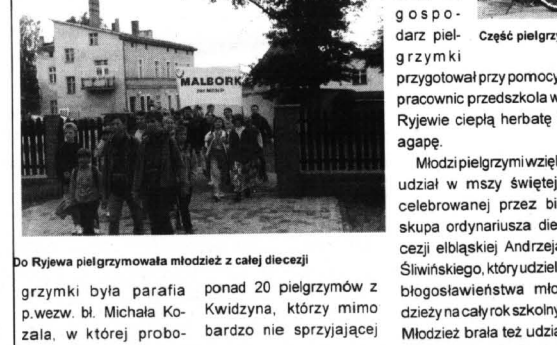 MALBORK
Do Ryjewa pielgrzymowała młodzież z całej diecezji
grzymki była parafia
p.wezw. bł. Michała Ko-
zala, w której probo-
ponad 20 pielgrzymów z
Kwidzyna, którzy mimo
bardzo nie sprzyjającej
gospo-
darz piel-
grzymki
przygotował przy pomocy
pracownic przedszkola w
Ryjewie ciepłą herbatę
agapę.
Młodzi pielgrzymi wzięl
udział w mszy świętej
celebrowanej przez bi
skupa ordynariusza die
cezji elbląskiej Andrzeja
Śliwińskiego, który udziel
błogosławieństwa mło
dzieży na cały rok szkolny
Młodzież brała też udzia
Część pielgrzy